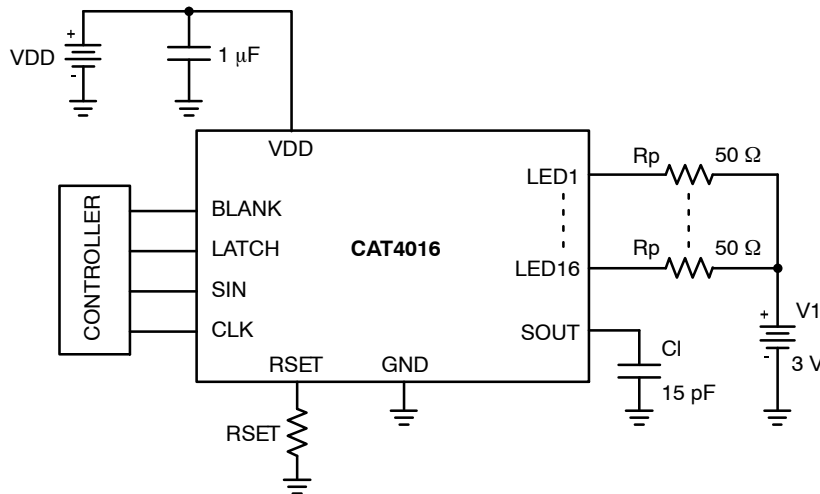 +
VDD
-
1 μF
VDD
CONTROLLER
BLANK
LATCH
SIN
CLK
CAT4016
LED1
LED16
SOUT
RSET
GND
Rp
50 Ω
Rp
50 Ω
+
V1
-
3 V
Cl
15 pF
RSET